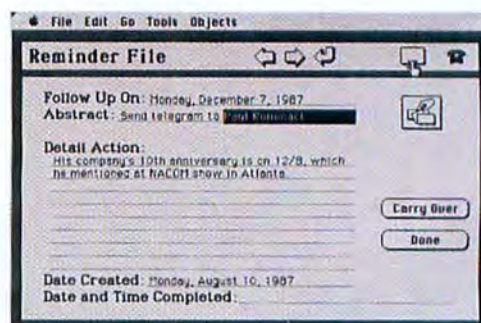 File Edit Go Tools Objects
Reminder File
Follow Up On: Monday, December 7, 1987
Abstract: Send telegram to Paul
Detail Action:
His company's 10th anniversary is on 12/8, which
he mentioned at NACOM show in Atlanta
Carry Over
Done
Date Created: Monday, August 10, 1987
Date and Time Completed: